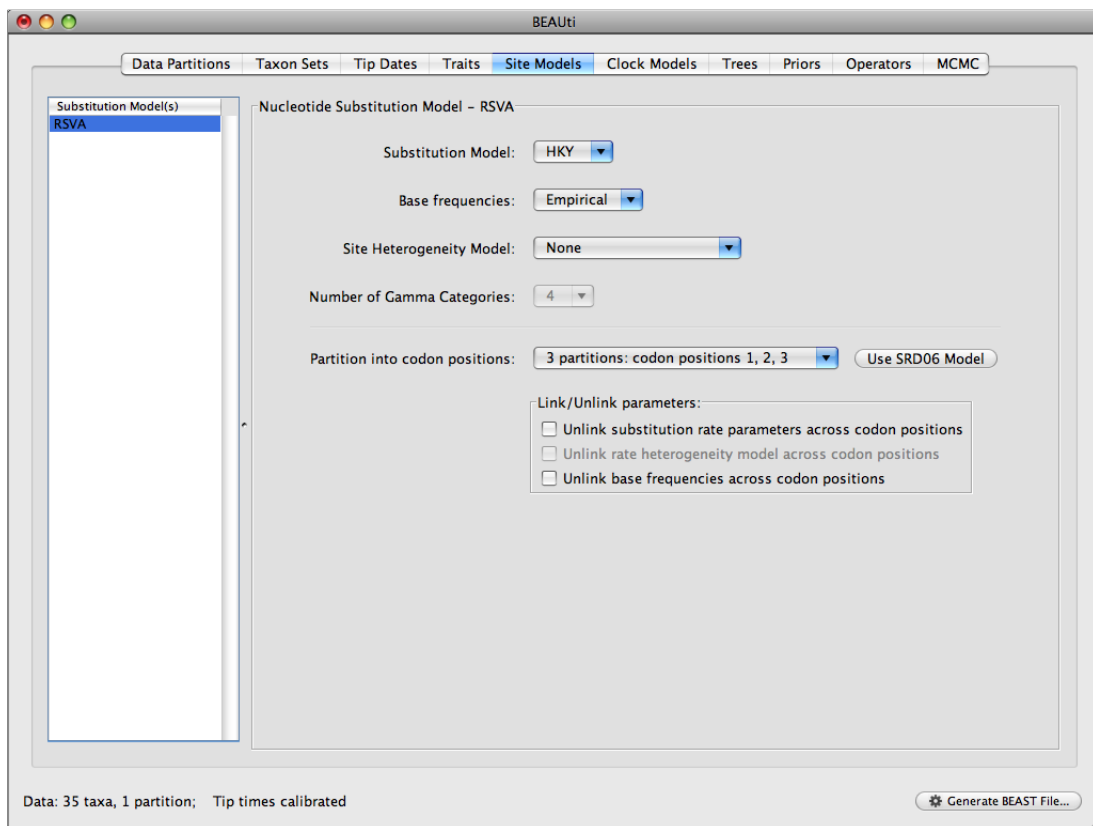 BEAUti
Data Partitions Taxon Sets Tip Dates Traits Site Models Clock Models Trees Priors Operators MCMC
Substitution Model(s)
RSVA
Nucleotide Substitution Model – RSVA
Substitution Model: HKY
Base frequencies: Empirical
Site Heterogeneity Model: None
Number of Gamma Categories: 4
Partition into codon positions: 3 partitions: codon positions 1, 2, 3 Use SRD06 Model
Link/Unlink parameters:
Unlink substitution rate parameters across codon positions
Unlink rate heterogeneity model across codon positions
Unlink base frequencies across codon positions
Data: 35 taxa, 1 partition; Tip times calibrated Generate BEAST File...